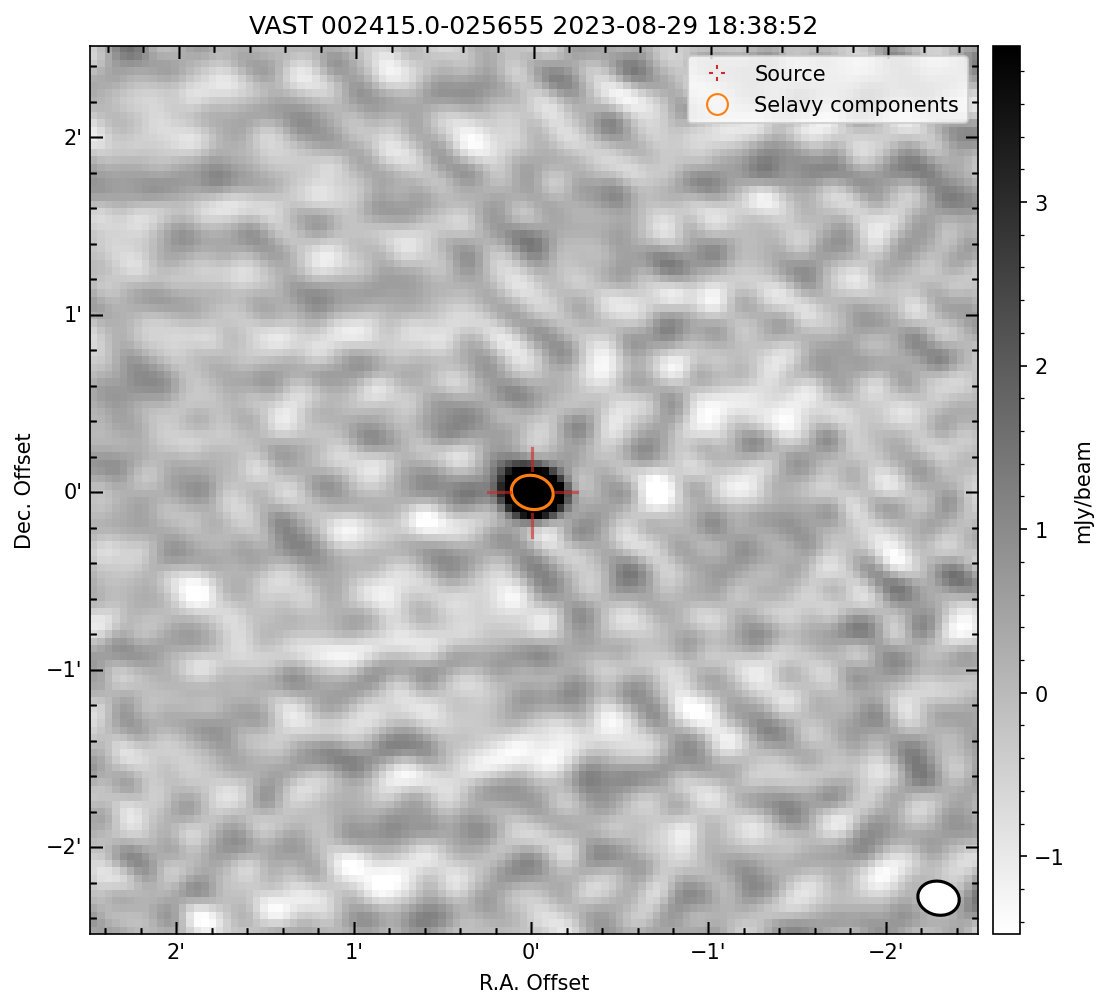 VAST 002415.0-025655 2023-08-29 18:38:52
Source
Selavy components
2'
1'
0'
−1'
−2'
Dec. Offset
2'
1'
0'
−1'
−2'
R.A. Offset
3
2
1
0
−1
mJy/beam